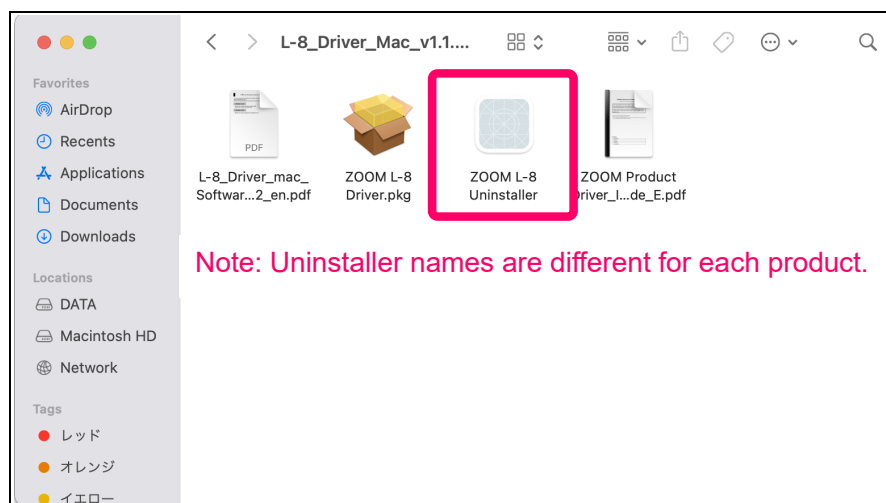 L-8_Driver_Mac_v1.1....
Favorites
AirDrop
Recents
Applications
Documents
Downloads
Locations
DATA
Macintosh HD
Network
Tags
レッド
オレンジ
イエロー
PDF
L-8_Driver_mac_
Softwar...2_en.pdf
ZOOM L-8
Driver.pkg
ZOOM L-8
Uninstaller
ZOOM Product
Driver_I...de_E.pdf
Note: Uninstaller names are different for each product.